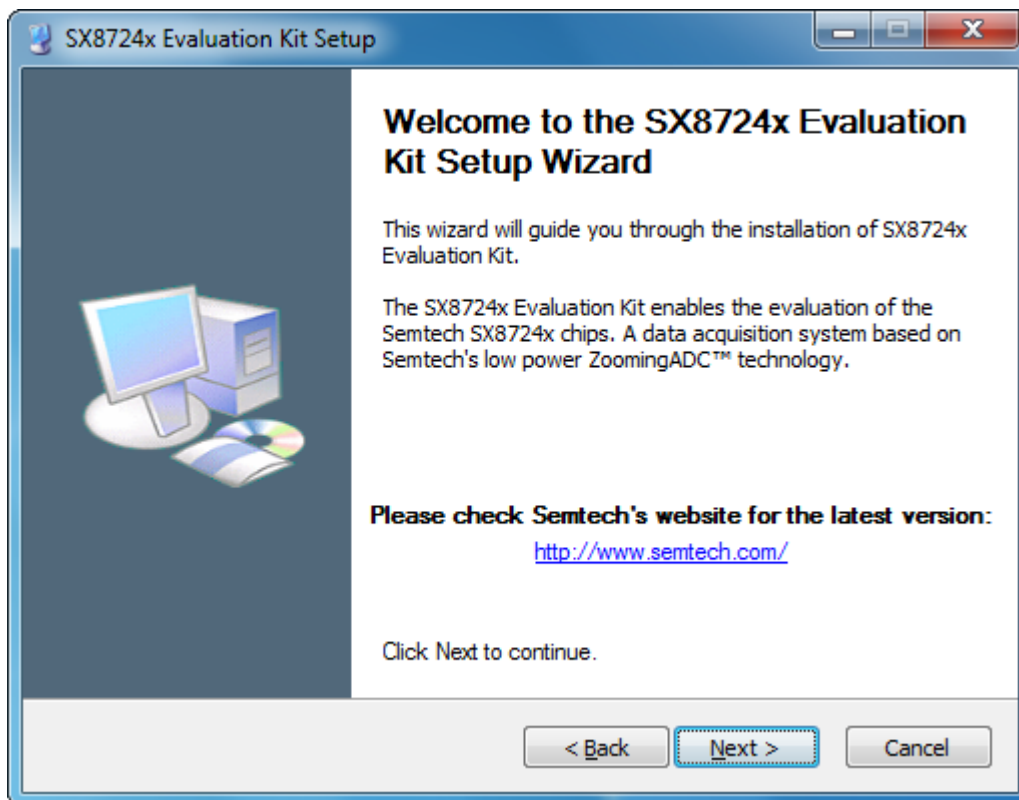 SX8724x Evaluation Kit Setup
Welcome to the SX8724x Evaluation
Kit Setup Wizard
This wizard will guide you through the installation of SX8724x
Evaluation Kit.
The SX8724x Evaluation Kit enables the evaluation of the
Semtech SX8724x chips. A data acquisition system based on
Semtech's low power ZoomingADC™ technology.
Please check Semtech's website for the latest version:
http://www.semtech.com/
Click Next to continue.
< Back
Next >
Cancel